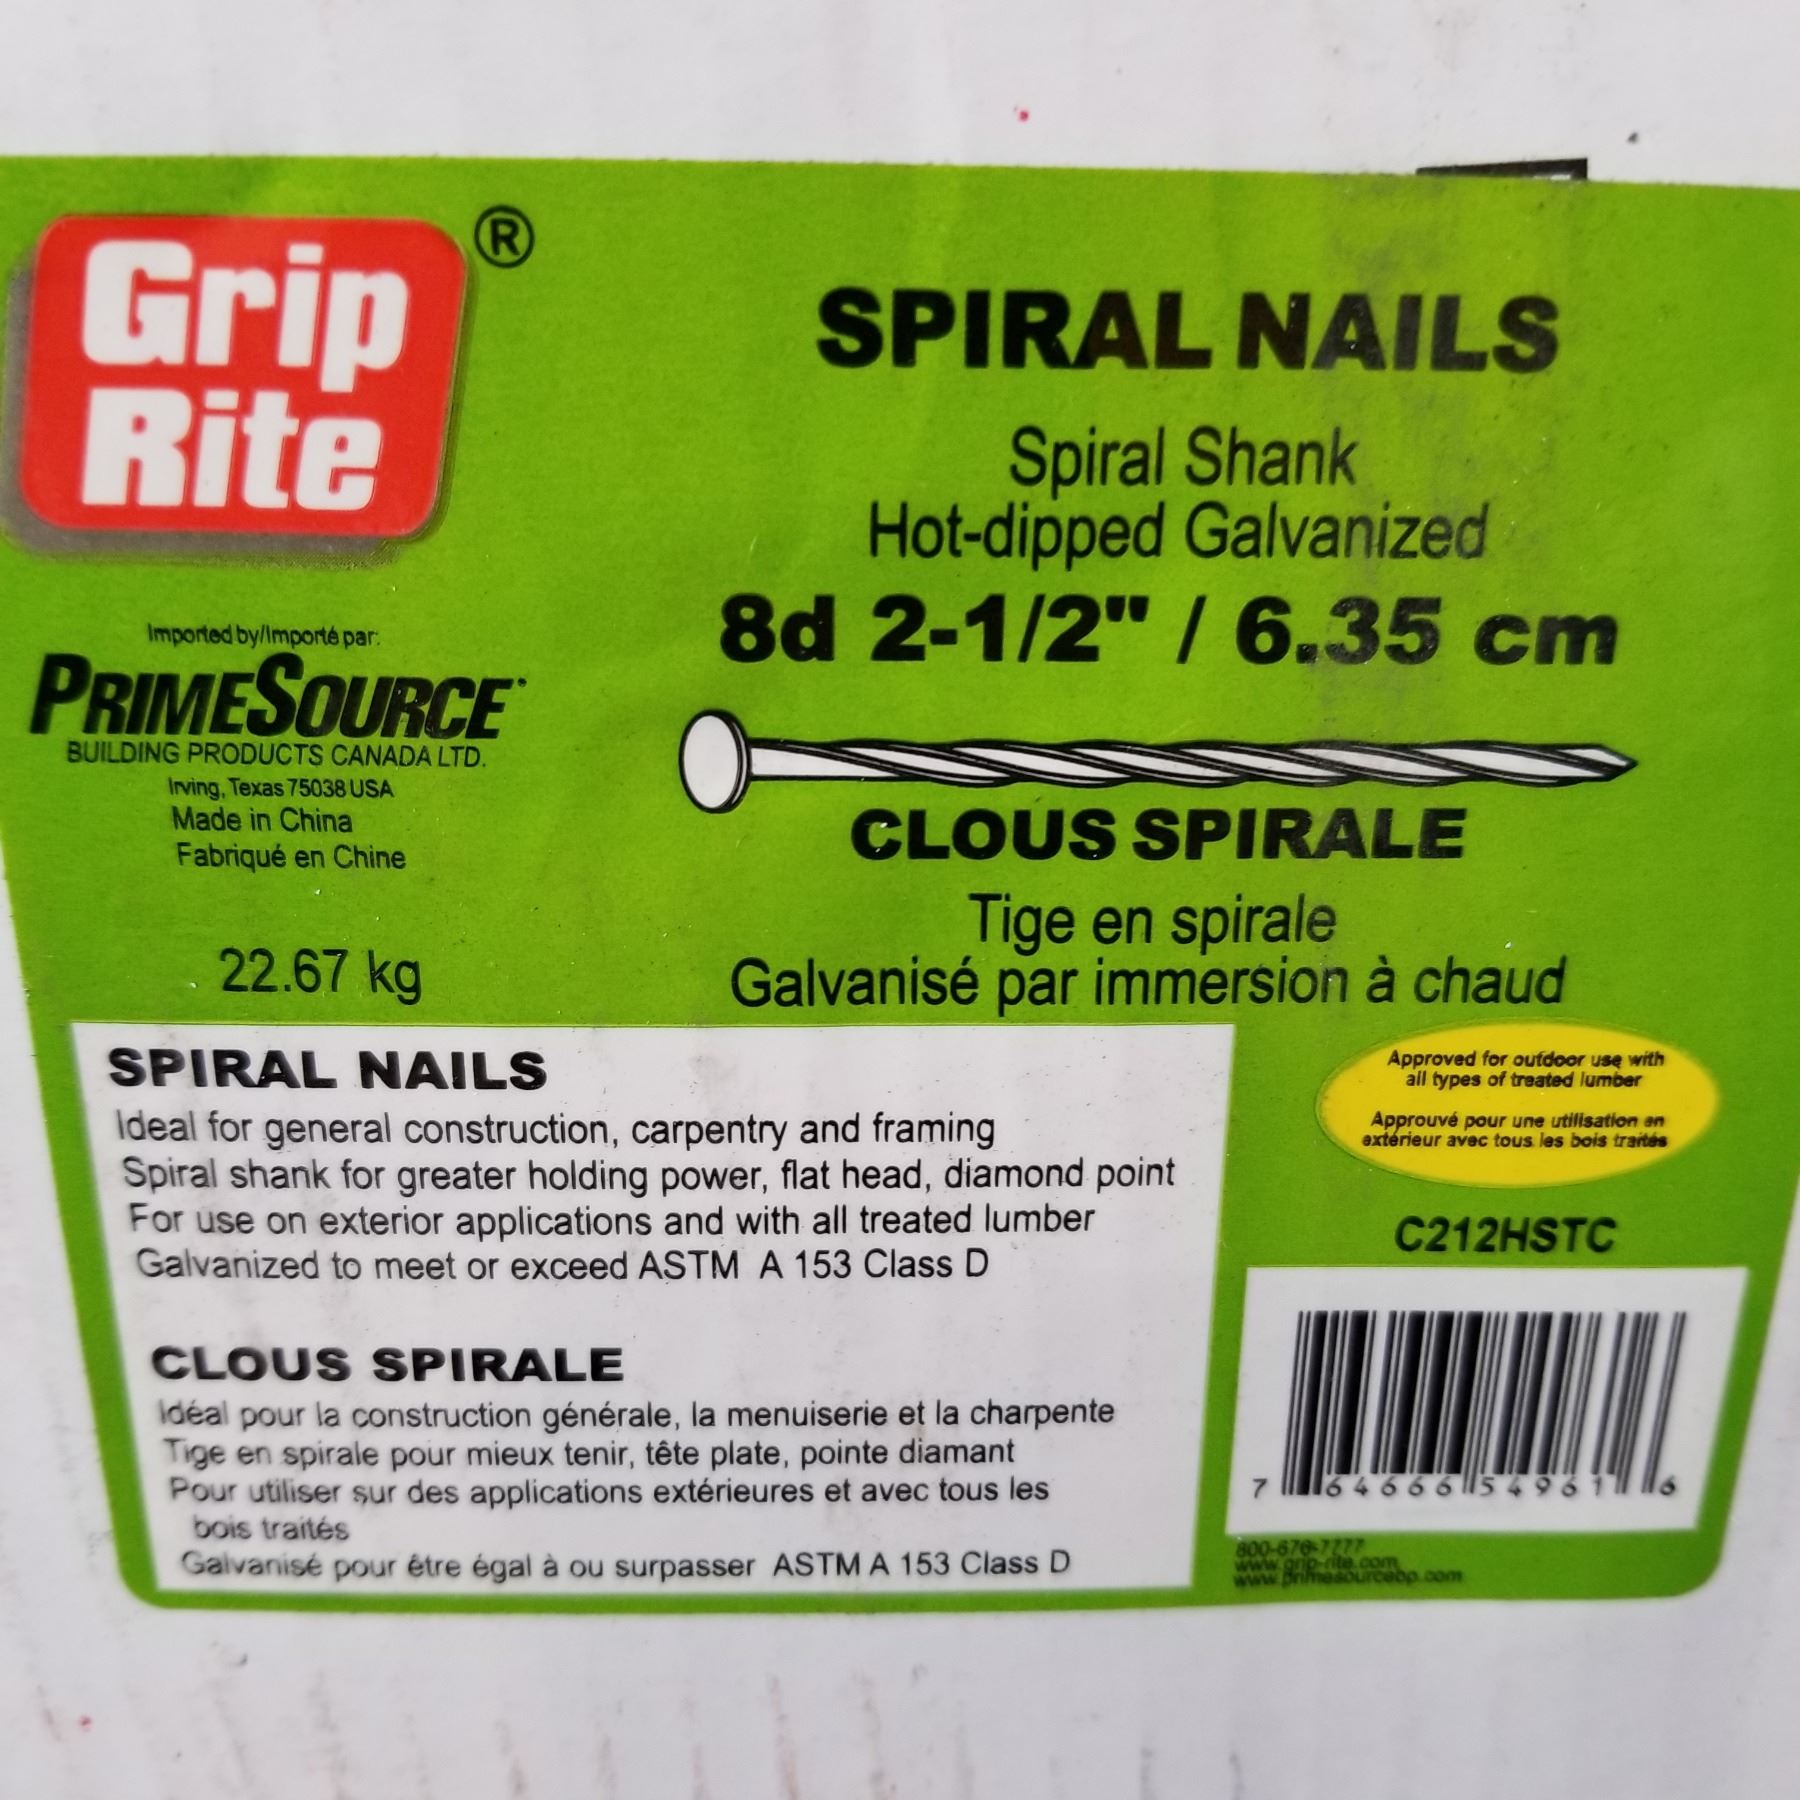 Grip
Rite
®
SPIRAL NAILS
Spiral Shank
Hot-dipped Galvanized
8d 2-1/2" / 6.35 cm
CLOUS SPIRALE
Tige en spirale
Galvanisé par immersion à chaud
Imported by/Importé par:
PRIMESOURCE
BUILDING PRODUCTS CANADA LTD.
Irving, Texas 75038 USA
Made in China
Fabriqué en Chine
22.67 kg
SPIRAL NAILS
Ideal for general construction, carpentry and framing
Spiral shank for greater holding power, flat head, diamond point
For use on exterior applications and with all treated lumber
Galvanized to meet or exceed ASTM A 153 Class D
CLOUS SPIRALE
Idéal pour la construction générale, la menuiserie et la charpente
Tige en spirale pour mieux tenir, tête plate, pointe diamant
Pour utiliser sur des applications extérieures et avec tous les
bois traités
Galvanisé pour être égal à ou surpasser ASTM A 153 Class D
Approved for outdoor use with
all types of treated lumber
Approuvé pour une utilisation en
extérieur avec tous les bois traités
C212HSTC
7 64666 54961 6
800-676-7777
www.grip-rite.com
www.primesourcebp.com